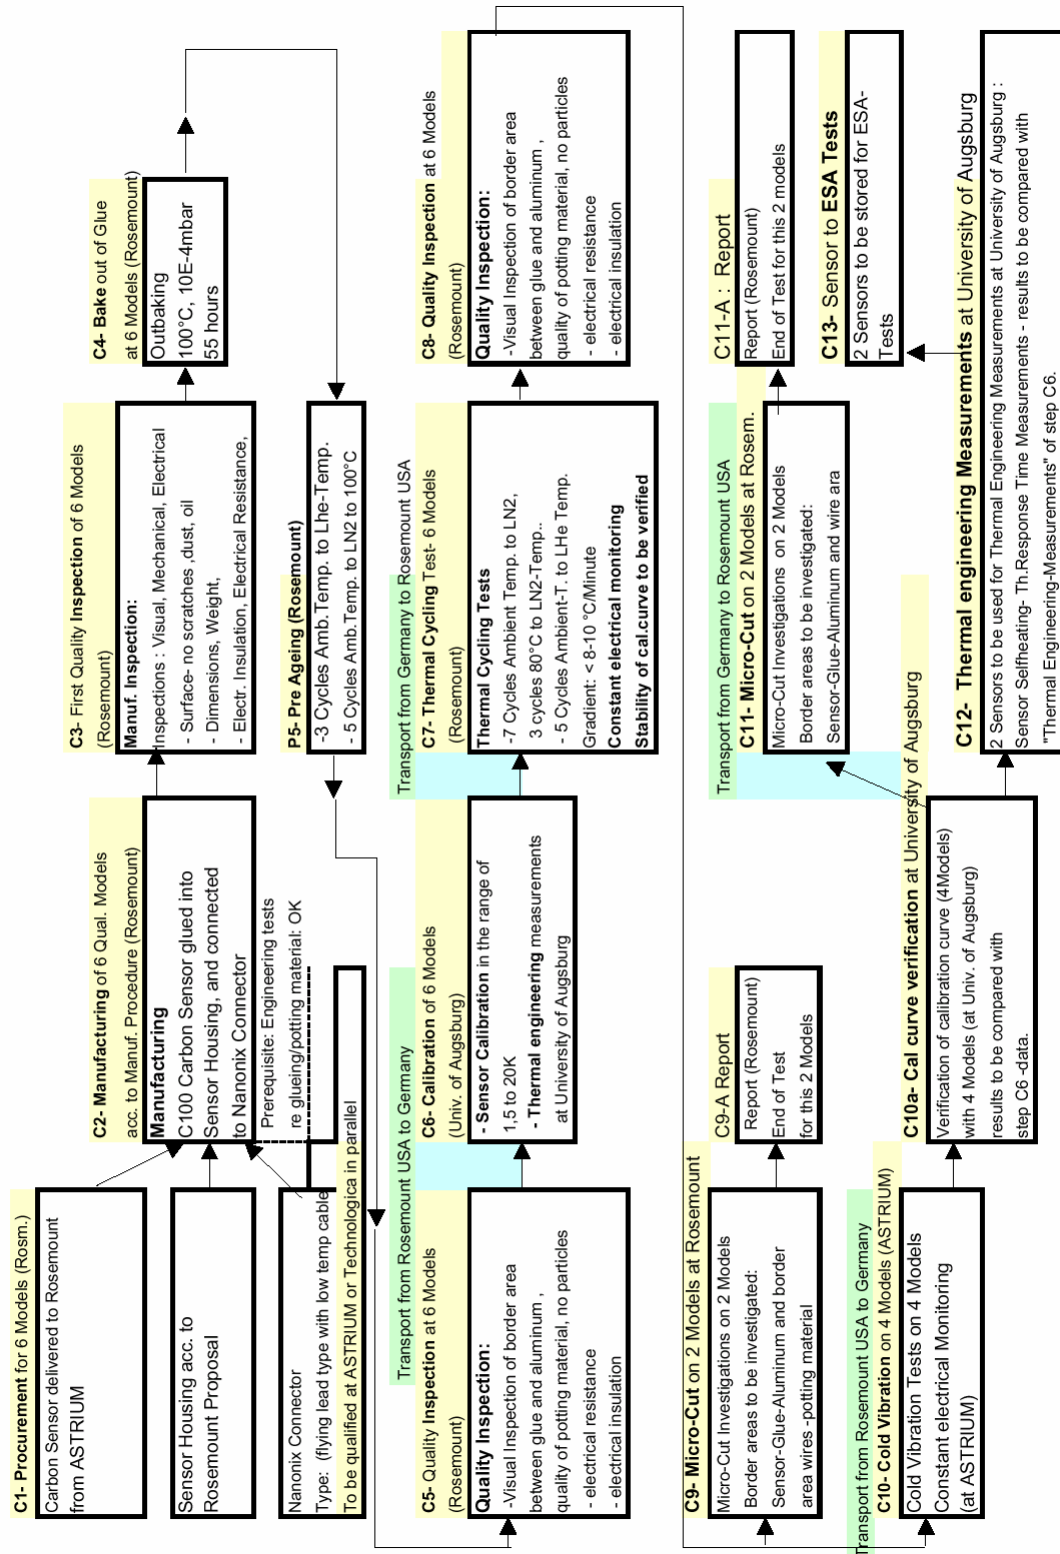 C1- Procurement for 6 Models (Rosm.)
Carbon Sensor delivered to Rosemount
from ASTRIUM
Sensor Housing acc. to
Rosemount Proposal
Nanonix Connector
Type: (flying lead type with low temp cable
To be qualified at ASTRIUM or Technologica in parallel
C2- Manufacturing of 6 Qual. Models
acc. to Manuf. Procedure (Rosemount)
Manufacturing
C100 Carbon Sensor glued into
Sensor Housing, and connected
to Nanonix Connector
Prerequisite: Engineering tests
re glueing/potting material: OK
C3- First Quality Inspection of 6 Models
(Rosemount)
Manuf. Inspection:
Inspections : Visual, Mechanical, Electrical
- Surface- no scratches ,dust, oil
- Dimensions, Weight,
- Electr. Insulation, Electrical Resistance,
C4- Bake out of Glue
at 6 Models (Rosemount)
Outbaking
100°C, 10E-4mbar
55 hours
P5- Pre Ageing (Rosemount)
-3 Cycles Amb.Temp. to Lhe-Temp.
- 5 Cycles Amb.Temp. to LN2 to 100°C
Transport from Rosemount USA to Germany
Transport from Germany to Rosemount USA
C5- Quality Inspection at 6 Models
(Rosemount)
Quality Inspection:
-Visual Inspection of border area
between glue and aluminum ,
quality of potting material, no particles
- electrical resistance
- electrical insulation
C6- Calibration of 6 Models
(Univ. of Augsburg)
- Sensor Calibration in the range of
1,5 to 20K
- Thermal engineering measurements
at University of Augsburg
C7- Thermal Cycling Test- 6 Models
(Rosemount)
Thermal Cycling Tests
-7 Cycles Ambient Temp. to LN2,
3 cycles 80°C to LN2-Temp..
- 5 Cycles Ambient-T. to LHe Temp.
Gradient: < 8-10 °C/Minute
Constant electrical monitoring
Stability of cal.curve to be verified
C8- Quality Inspection at 6 Models
(Rosemount)
Quality Inspection:
-Visual Inspection of border area
between glue and aluminum ,
quality of potting material, no particles
- electrical resistance
- electrical insulation
C9- Micro-Cut on 2 Models at Rosemount
Micro-Cut Investigations on 2 Models
Border areas to be investigated:
Sensor-Glue-Aluminum and border
area wires -potting material
C9-A Report
Report (Rosemount)
End of Test
for this 2 Models
Transport from Germany to Rosemount USA
C11- Micro-Cut on 2 Models at Rosem.
Micro-Cut Investigations on 2 Models
Border areas to be investigated:
Sensor-Glue-Aluminum and wire ara
C11-A : Report
Report (Rosemount)
End of Test for this 2 models
C13- Sensor to ESA Tests
2 Sensors to be stored for ESA-
Tests
Transport from Rosemount USA to Germany
C10- Cold Vibration on 4 Models (ASTRIUM)
Cold Vibration Tests on 4 Models
Constant electrical Monitoring
(at ASTRIUM)
C10a- Cal curve verification at University of Augsburg
Verification of calibration curve (4Models)
with 4 Models (at Univ. of Augsburg)
results to be compared with
step C6 -data.
C12- Thermal engineering Measurements at University of Augsburg
2 Sensors to be used for Thermal Engineering Measurements at University of Augsburg :
Sensor Selfheating- Th.Response Time Measurements - results to be compared with
"Thermal Engineering-Measurements" of step C6.